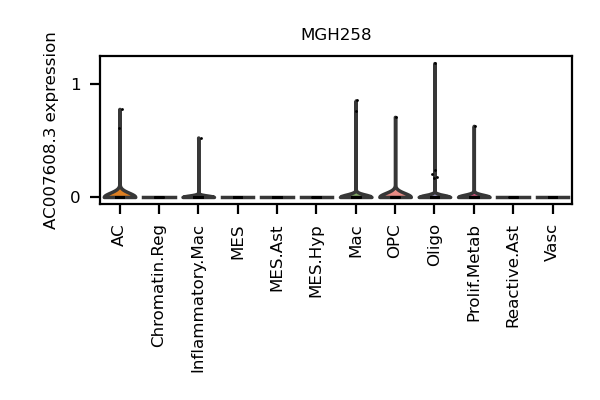 MGH258
AC007608.3 expression
1
0
AC
Chromatin.Reg
Inflammatory.Mac
MES
MES.Ast
MES.Hyp
Mac
OPC
Oligo
Prolif.Metab
Reactive.Ast
Vasc